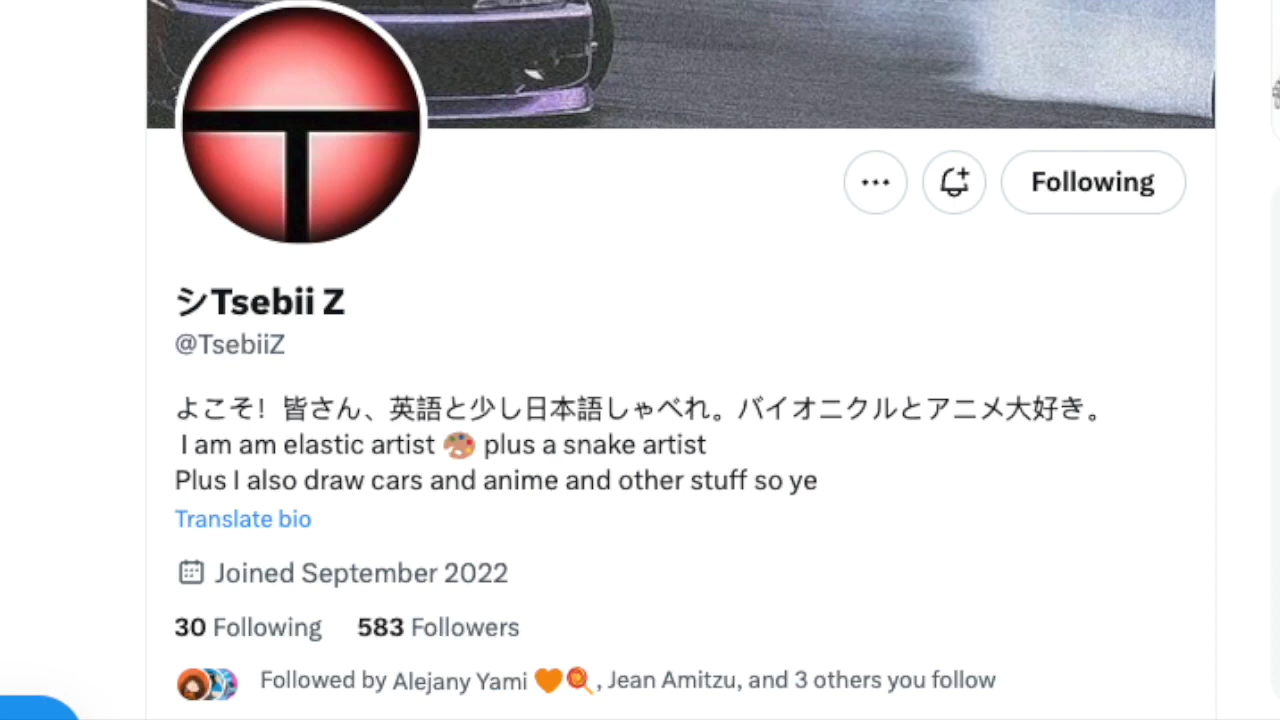 Following
シTsebii Z
@TsebiiZ
よこそ！皆さん、英語と少し日本語しゃべれ。バイオニクルとアニメ大好き。
I am am elastic artist 🎨 plus a snake artist
Plus I also draw cars and anime and other stuff so ye
Translate bio
Joined September 2022
30 Following 583 Followers
Followed by Alejany Yami 🧡🍭, Jean Amitzu, and 3 others you follow